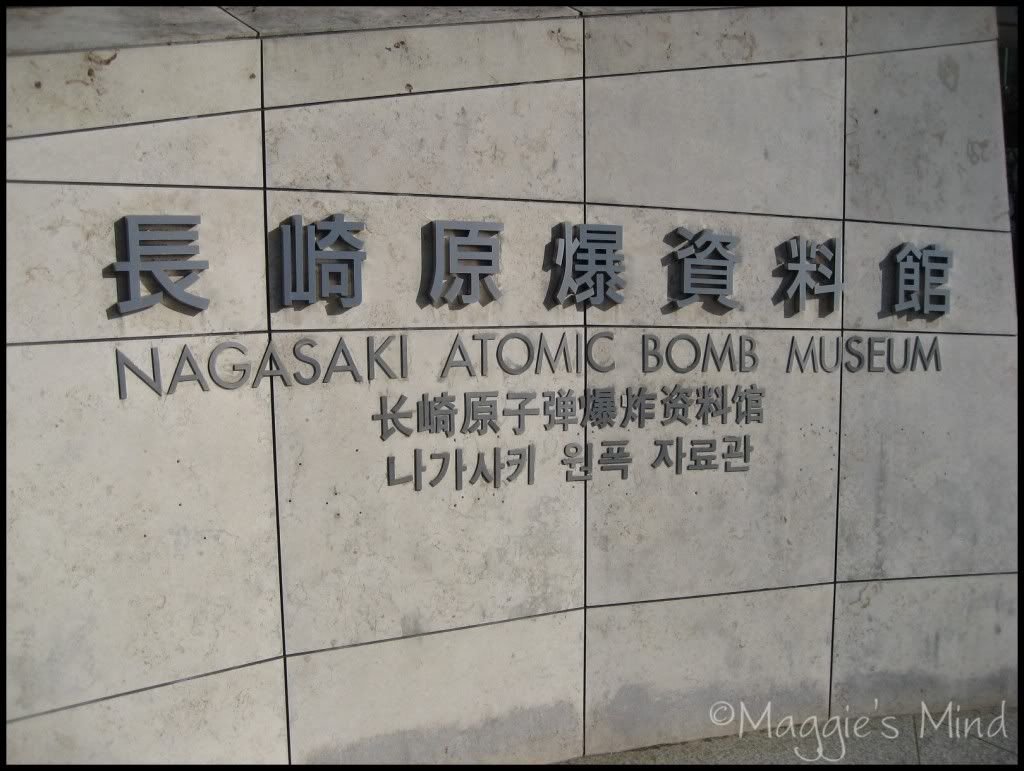 長崎原爆資料館
NAGASAKI ATOMIC BOMB MUSEUM
长崎原子弹爆炸资料馆
나가사키 원폭 자료관
©Maggie's Mind